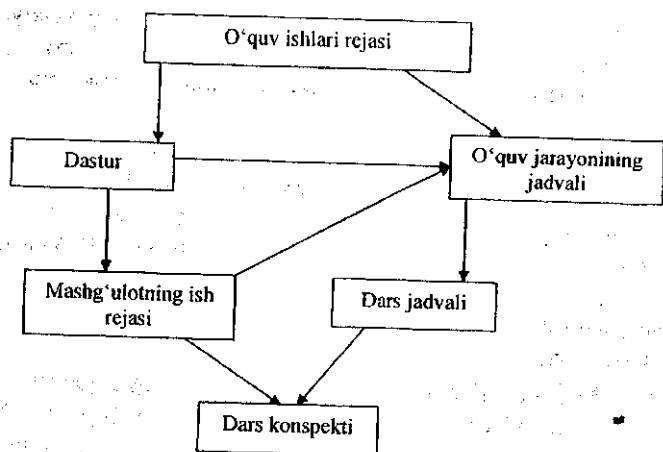 O‘quv ishlari rejasi
Dastur
O‘quv jarayonining
jadvali
Mashg‘ulotning ish
rejasi
Dars jadvali
Dars konspekti